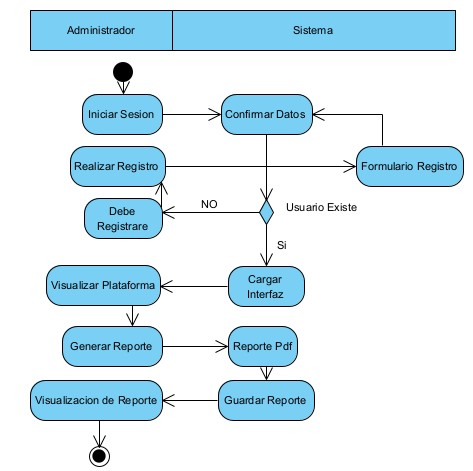 Administrador
Sistema
Iniciar Sesion
Confirmar Datos
Realizar Registro
Formulario Registro
Debe
Registrare
NO
Usuario Existe
Si
Visualizar Plataforma
Cargar
Interfaz
Generar Reporte
Reporte Pdf
Visualizacion de Reporte
Guardar Reporte